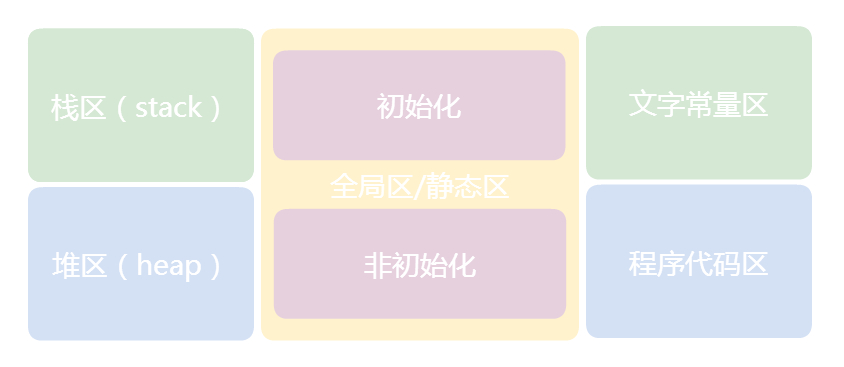 栈区（stack）
堆区（heap）
初始化
全局区/静态区
非初始化
文字常量区
程序代码区